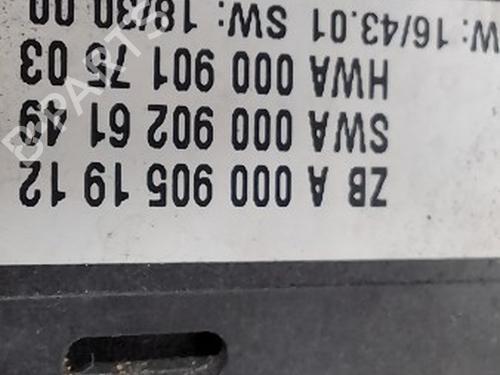 ZB A 000 905 19 12
SWA 000 902 61 49
HWA 000 901 75 03
W: 16/43.01 SW: 18/30.00
B-PARTS